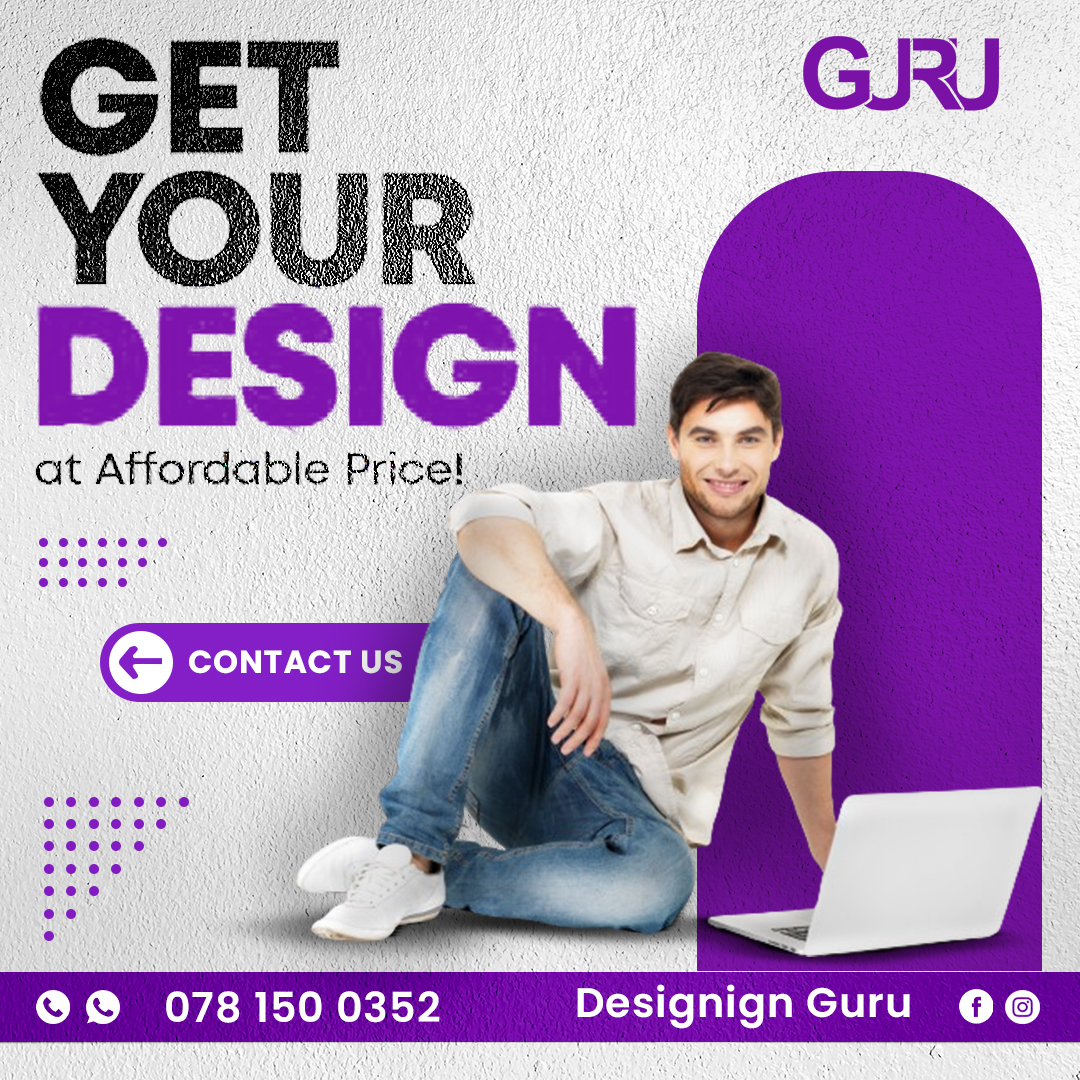 GURU
GET
YOUR
DESIGN
at Affordable Price!
CONTACT US
078 150 0352
Designign Guru